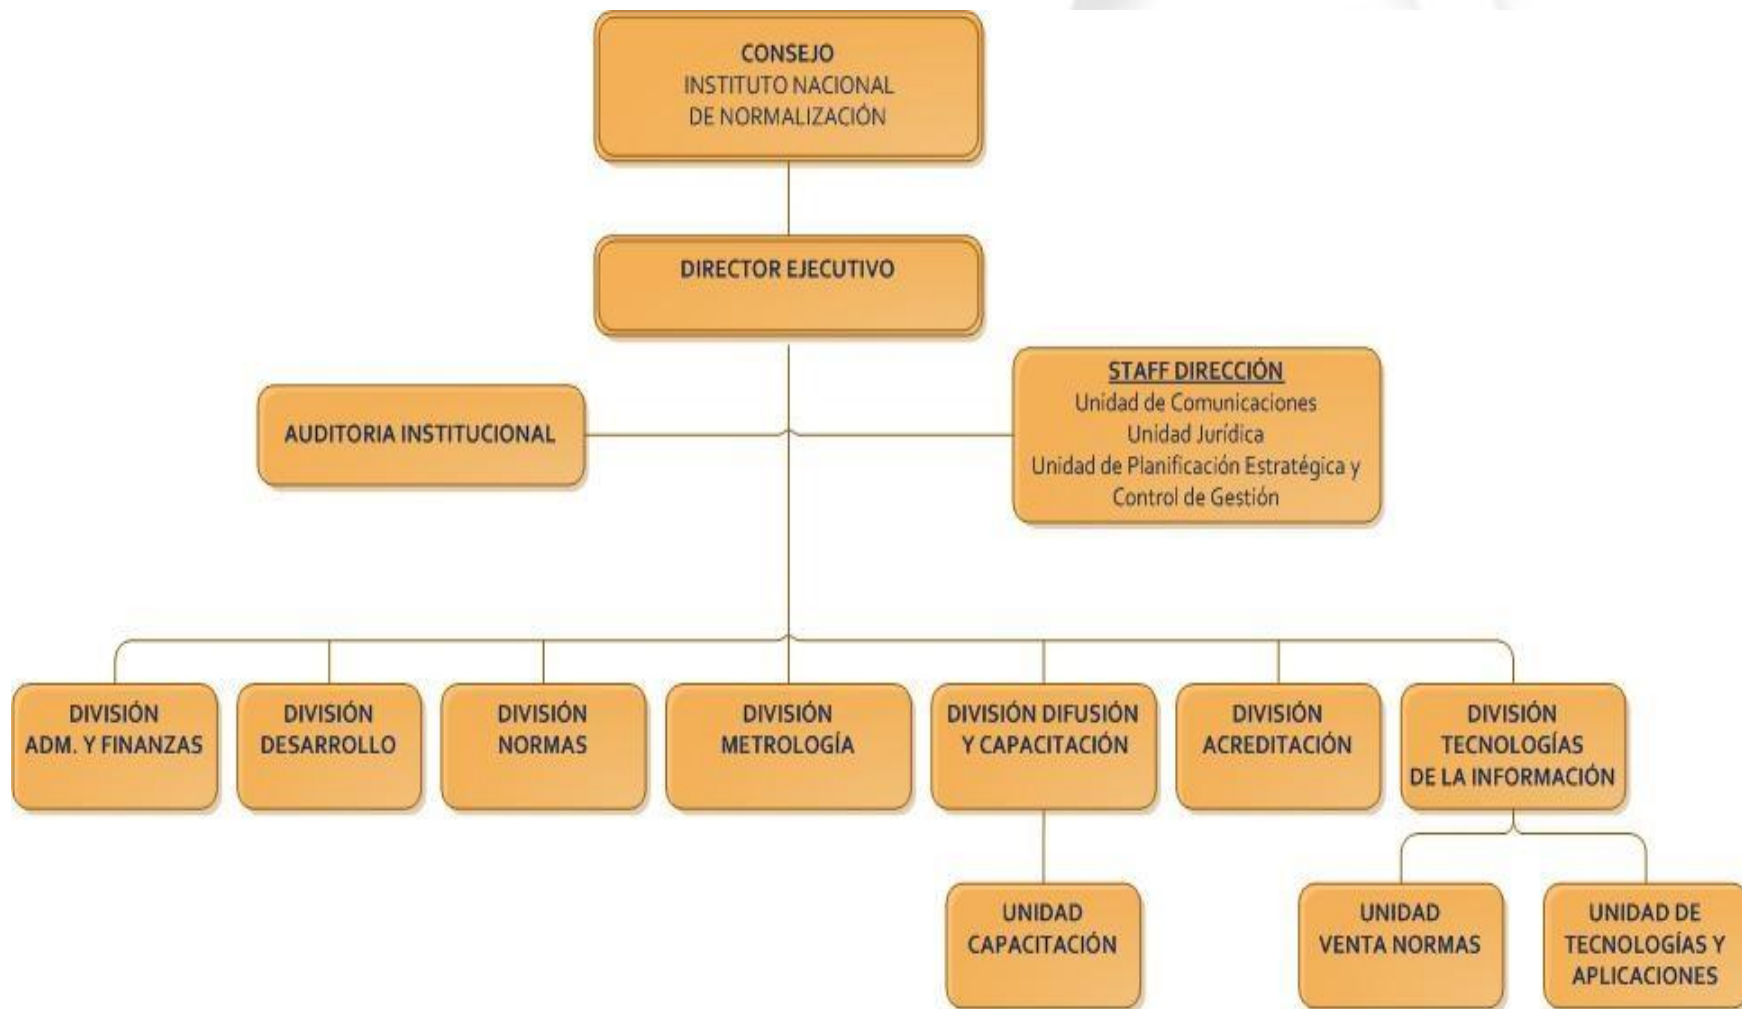 CONSEJO
INSTITUTO NACIONAL
DE NORMALIZACIÓN
DIRECTOR EJECUTIVO
AUDITORIA INSTITUCIONAL
STAFF DIRECCIÓN
Unidad de Comunicaciones
Unidad Jurídica
Unidad de Planificación Estratégica y
Control de Gestión
DIVISIÓN
ADM. Y FINANZAS
DIVISIÓN
DESARROLLO
DIVISIÓN
NORMAS
DIVISIÓN
METROLOGÍA
DIVISIÓN DIFUSIÓN
Y CAPACITACIÓN
DIVISIÓN
ACREDITACIÓN
DIVISIÓN
TECNOLOGÍAS
DE LA INFORMACIÓN
UNIDAD
CAPACITACIÓN
UNIDAD
VENTA NORMAS
UNIDAD DE
TECNOLOGÍAS Y
APLICACIONES